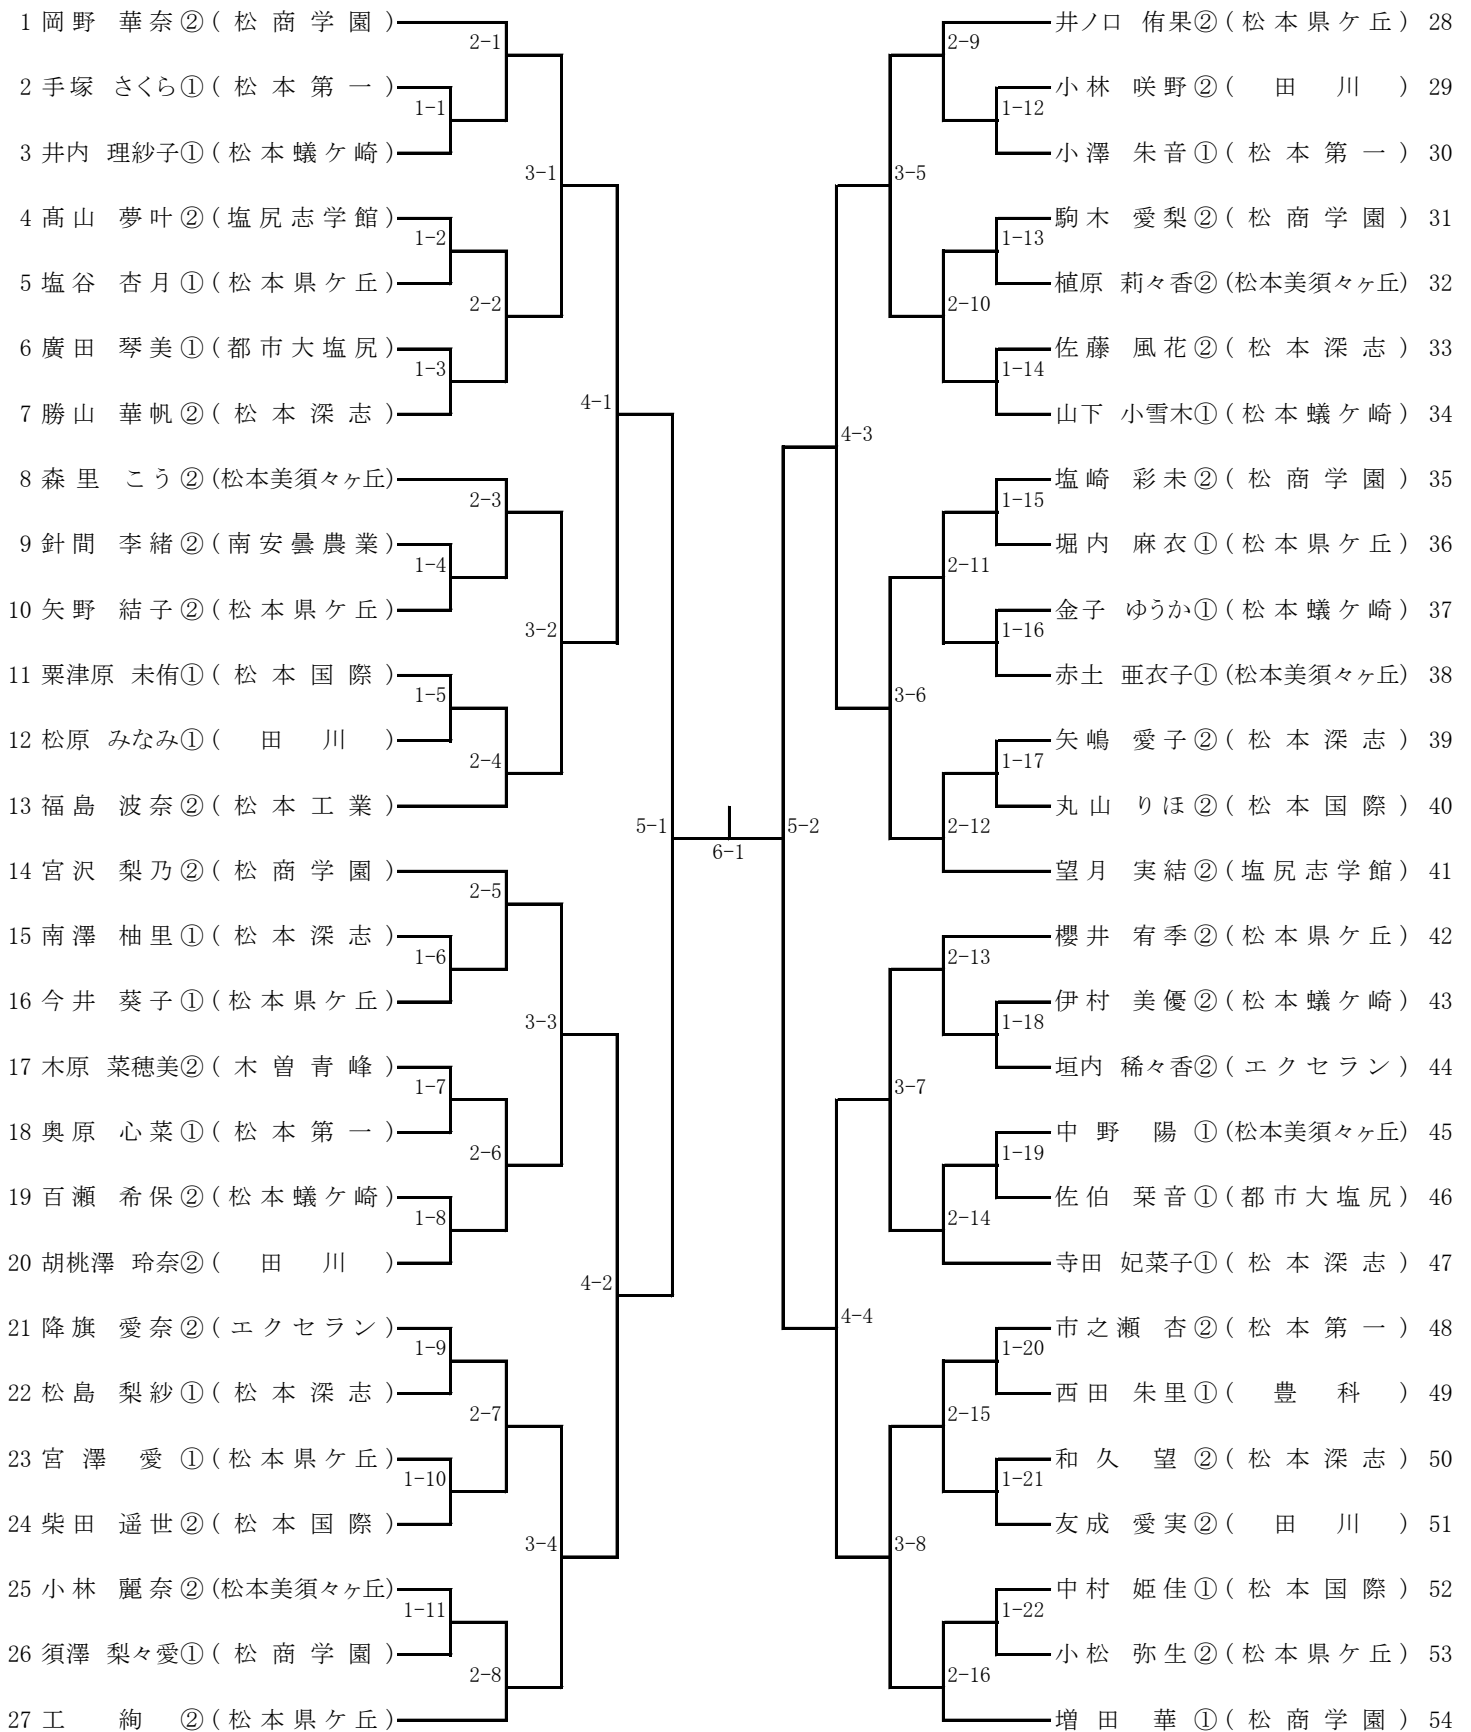 1 岡野 華奈②(松商学園)
2-1
2 手塚 さくら①(松本第一)
1-1
3 井内 理紗子①(松本蟻ケ崎)
3-1
4 髙山 夢叶②(塩尻志学館)
1-2
5 塩谷 杏月①(松本県ケ丘)
2-2
6 廣田 琴美①(都市大塩尻)
1-3
4-1
7 勝山 華帆②(松本深志)
8 森里 こう②(松本美須々ヶ丘)
2-3
9 針間 李緒②(南安曇農業)
1-4
10 矢野 結子②(松本県ケ丘)
3-2
11 粟津原 未侑①(松本国際)
1-5
12 松原 みなみ①(田川)
2-4
13 福島 波奈②(松本工業)
5-1
14 宮沢 梨乃②(松商学園)
2-5
15 南澤 柚里①(松本深志)
1-6
16 今井 葵子①(松本県ケ丘)
3-3
17 木原 菜穂美②(木曽青峰)
1-7
18 奥原 心菜①(松本第一)
2-6
19 百瀬 希保②(松本蟻ケ崎)
1-8
20 胡桃澤 玲奈②(田川)
4-2
21 降旗 愛奈②(エクセラン)
1-9
22 松島 梨紗①(松本深志)
2-7
23 宮澤 愛①(松本県ケ丘)
1-10
24 柴田 遥世②(松本国際)
3-4
25 小林 麗奈②(松本美須々ヶ丘)
1-11
26 須澤 梨々愛①(松商学園)
2-8
27 工 絢②(松本県ケ丘)
6-1
井ノ口 侑果②(松本県ケ丘) 28
2-9
小林 咲野②(田川) 29
1-12
小澤 朱音①(松本第一) 30
3-5
駒木 愛梨②(松商学園) 31
1-13
植原 莉々香②(松本美須々ヶ丘) 32
2-10
佐藤 風花②(松本深志) 33
1-14
山下 小雪木①(松本蟻ケ崎) 34
4-3
塩崎 彩未②(松商学園) 35
1-15
堀内 麻衣①(松本県ケ丘) 36
2-11
金子 ゆうか①(松本蟻ケ崎) 37
1-16
赤土 亜衣子①(松本美須々ヶ丘) 38
3-6
矢嶋 愛子②(松本深志) 39
1-17
丸山 りほ②(松本国際) 40
5-2
2-12
望月 実結②(塩尻志学館) 41
櫻井 宥季②(松本県ケ丘) 42
2-13
伊村 美優②(松本蟻ケ崎) 43
1-18
垣内 稀々香②(エクセラン) 44
3-7
中野 陽①(松本美須々ヶ丘) 45
1-19
佐伯 栞音①(都市大塩尻) 46
2-14
寺田 妃菜子①(松本深志) 47
4-4
市之瀬 杏②(松本第一) 48
1-20
西田 朱里①(豊科) 49
2-15
和久 望②(松本深志) 50
1-21
友成 愛実②(田川) 51
3-8
中村 姫佳①(松本国際) 52
1-22
小松 弥生②(松本県ケ丘) 53
2-16
増田 華①(松商学園) 54